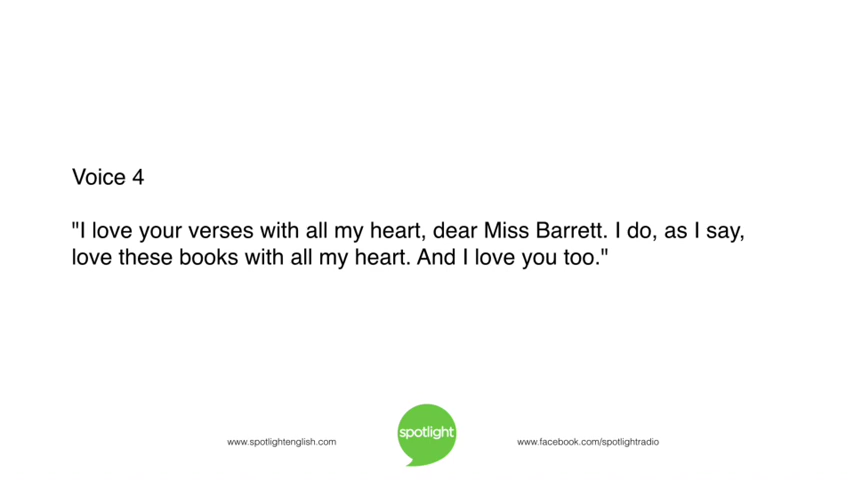 Voice 4
"I love your verses with all my heart, dear Miss Barrett. I do, as I say,
love these books with all my heart. And I love you too."
www.spotlightenglish.com
spotlight
www.facebook.com/spotlightradio